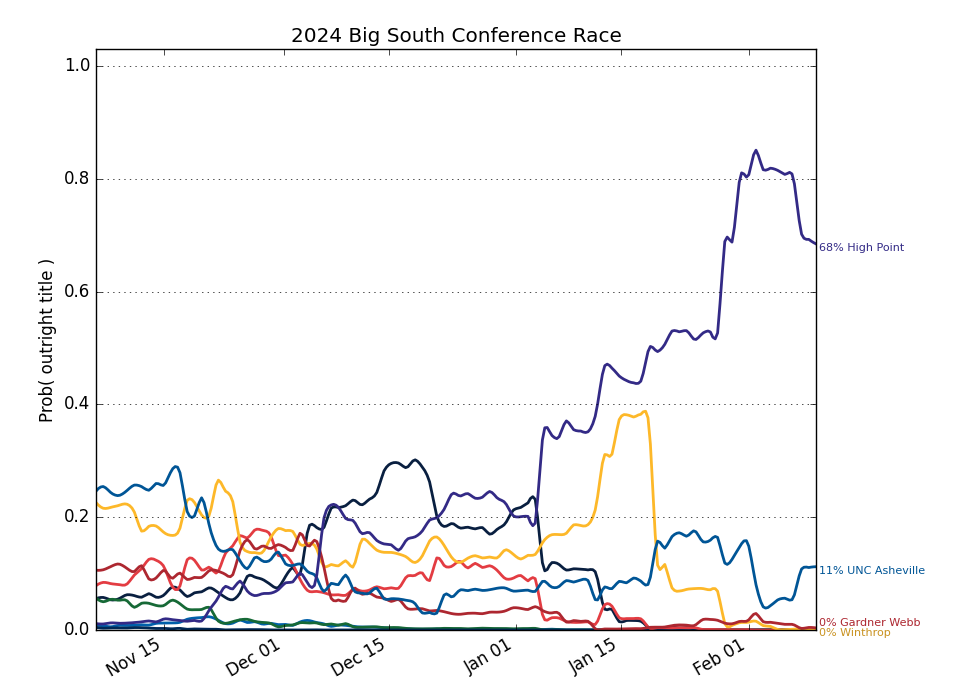 2024 Big South Conference Race
1.0
0.8
0.6
0.4
0.2
0.0
Prob( outright title )
68% High Point
11% UNC Asheville
0% Gardner Webb
0% Winthrop
Nov 15
Dec 01
Dec 15
Jan 01
Jan 15
Feb 01